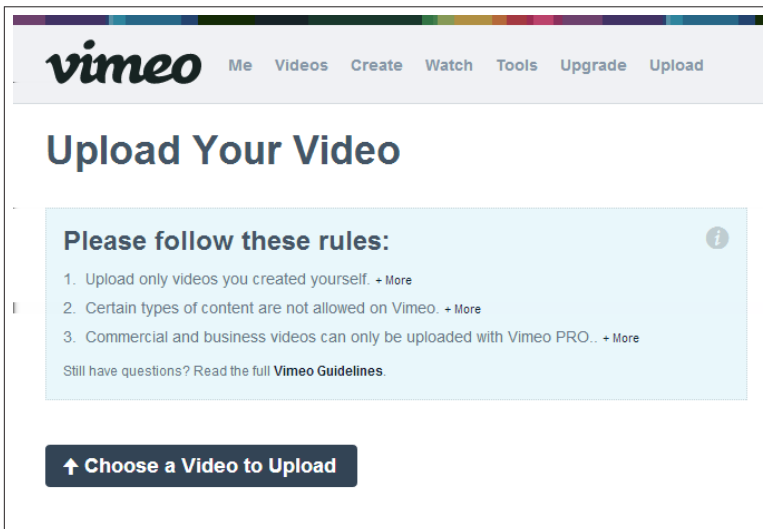 vimeo Me Videos Create Watch Tools Upgrade Upload
Upload Your Video
Please follow these rules:
1. Upload only videos you created yourself. + More
2. Certain types of content are not allowed on Vimeo. + More
3. Commercial and business videos can only be uploaded with Vimeo PRO.. + More
Still have questions? Read the full Vimeo Guidelines.
Choose a Video to Upload